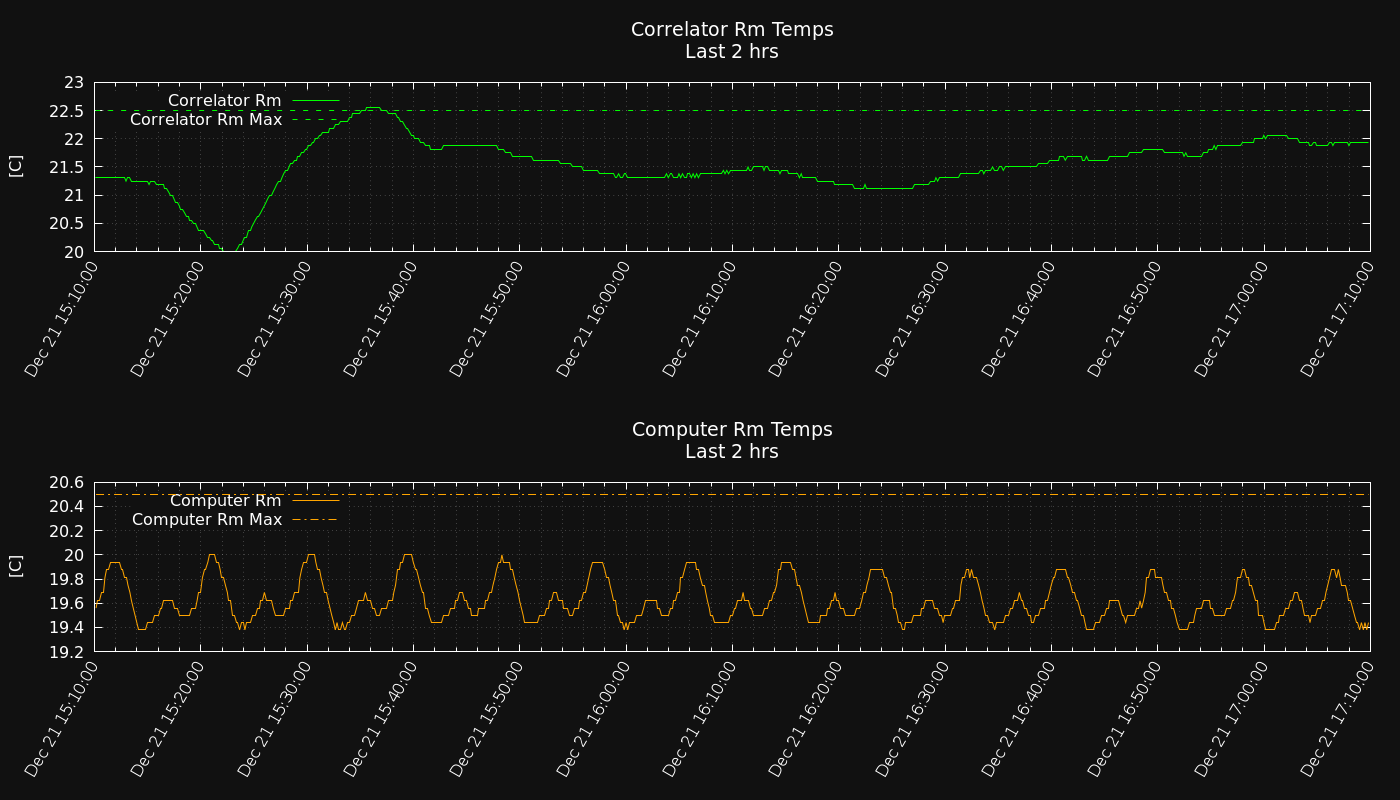 Correlator Rm Temps
Last 2 hrs
[C]
23
22.5
22
21.5
21
20.5
20
Correlator Rm
Correlator Rm Max
Dec 21 15:10:00
Dec 21 15:20:00
Dec 21 15:30:00
Dec 21 15:40:00
Dec 21 15:50:00
Dec 21 16:00:00
Dec 21 16:10:00
Dec 21 16:20:00
Dec 21 16:30:00
Dec 21 16:40:00
Dec 21 16:50:00
Dec 21 17:00:00
Dec 21 17:10:00
Computer Rm Temps
Last 2 hrs
[C]
20.6
20.4
20.2
20
19.8
19.6
19.4
19.2
Computer Rm
Computer Rm Max
Dec 21 15:10:00
Dec 21 15:20:00
Dec 21 15:30:00
Dec 21 15:40:00
Dec 21 15:50:00
Dec 21 16:00:00
Dec 21 16:10:00
Dec 21 16:20:00
Dec 21 16:30:00
Dec 21 16:40:00
Dec 21 16:50:00
Dec 21 17:00:00
Dec 21 17:10:00